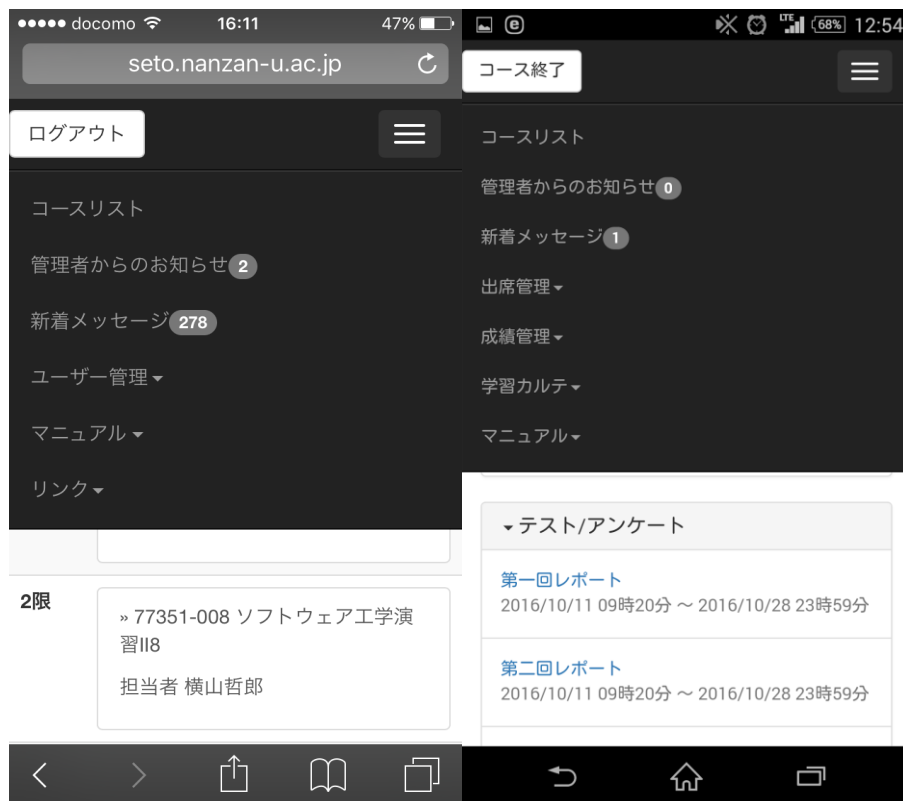 docomo 16:11 47%
seto.nanzan-u.ac.jp
ログアウト
コースリスト
管理者からのお知らせ 2
新着メッセージ 278
ユーザー管理
マニュアル
リンク
2限
» 77351-008 ソフトウェア工学演
習II8
担当者 横山哲郎
LTE 68% 12:54
コース終了
コースリスト
管理者からのお知らせ 0
新着メッセージ 1
出席管理
成績管理
学習カルテ
マニュアル
テスト/アンケート
第一回レポート
2016/10/11 09時20分 ～ 2016/10/28 23時59分
第二回レポート
2016/10/11 09時20分 ～ 2016/10/28 23時59分